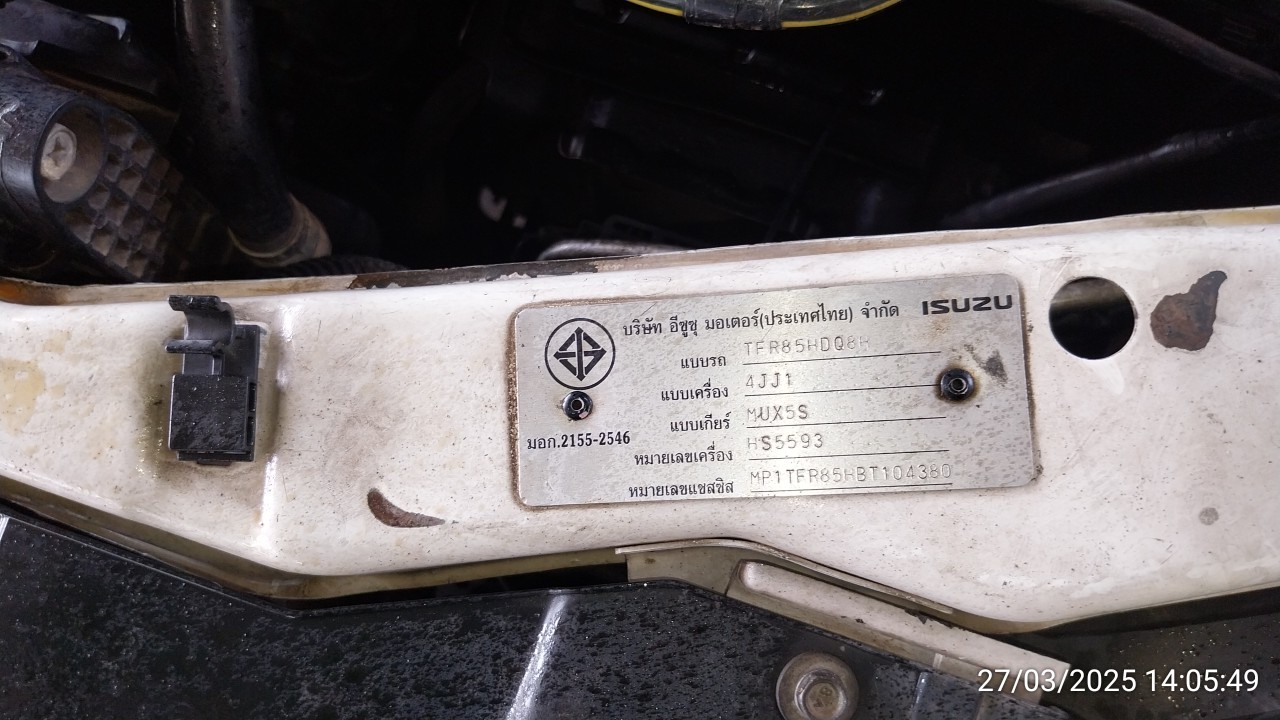 บริษัท อีซูซุ มอเตอร์(ประเทศไทย) จำกัด ISUZU
แบบรถ TFR85HDQ8H
แบบเครื่อง 4JJ1
แบบเกียร์ MUX5S
มอก.2155-2546
หมายเลขเครื่อง HS5593
หมายเลขแชสซิส MP1TFR85HBT104380
27/03/2025 14:05:49